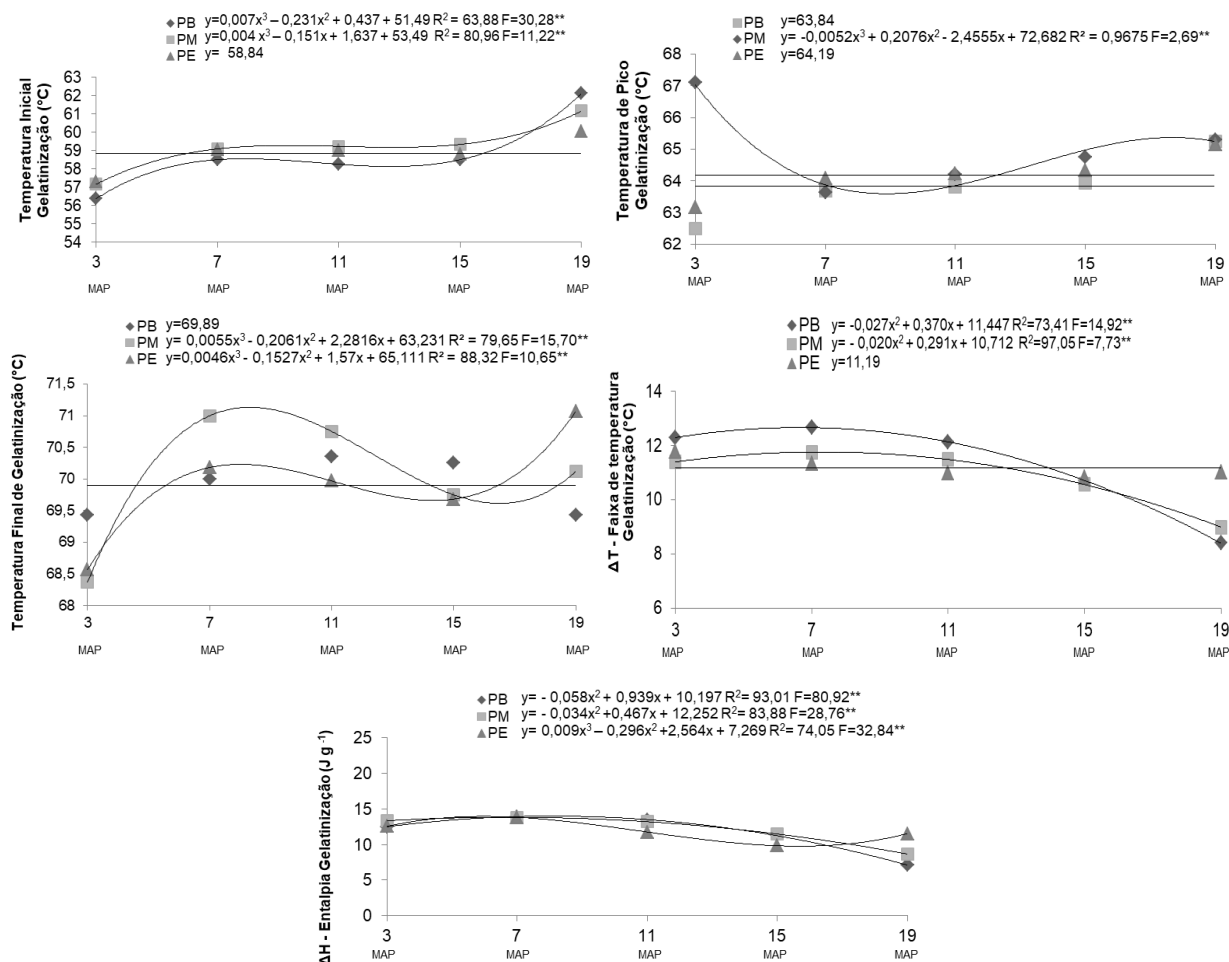 PB y=0,007x³ – 0,231x² + 0,437 + 51,49 R² = 63,88 F=30,28**
PM y=0,004 x³ – 0,151x + 1,637 + 53,49 R² = 80,96 F=11,22**
PE y= 58,84
Temperatura Inicial
Gelatinização (°C)
63
62
61
60
59
58
57
56
55
54
3
7
11
15
19
MAP
MAP
MAP
MAP
MAP
PB y=63,84
PM y= -0,0052x³ + 0,2076x² - 2,4555x + 72,682 R² = 0,9675 F=2,69**
PE y=64,19
Temperatura de Pico
Gelatinização (°C)
68
67
66
65
64
63
62
3
7
11
15
19
MAP
MAP
MAP
MAP
MAP
PB y=69,89
PM y= 0,0055x³ - 0,2061x² + 2,2816x + 63,231 R² = 79,65 F=15,70**
PE y=0,0046x³ - 0,1527x² + 1,57x + 65,111 R² = 88,32 F=10,65**
Temperatura Final de Gelatinização (°C)
71,5
71
70,5
70
69,5
69
68,5
68
3
7
11
15
19
MAP
MAP
MAP
MAP
MAP
PB y= -0,027x² + 0,370x + 11,447 R²=73,41 F=14,92**
PM y= - 0,020x² + 0,291x + 10,712 R²=97,05 F=7,73**
PE y=11,19
ΔT - Faixa de temperatura
Gelatinização (°C)
14
12
10
8
6
3
7
11
15
19
MAP
MAP
MAP
MAP
MAP
PB y= - 0,058x² + 0,939x + 10,197 R²= 93,01 F=80,92**
PM y= - 0,034x² +0,467x + 12,252 R²= 83,88 F=28,76**
PE y= 0,009x³ – 0,296x² +2,564x + 7,269 R²= 74,05 F=32,84**
ΔH - Entalpia Gelatinização (J g⁻¹)
25
20
15
10
5
0
3
7
11
15
19
MAP
MAP
MAP
MAP
MAP